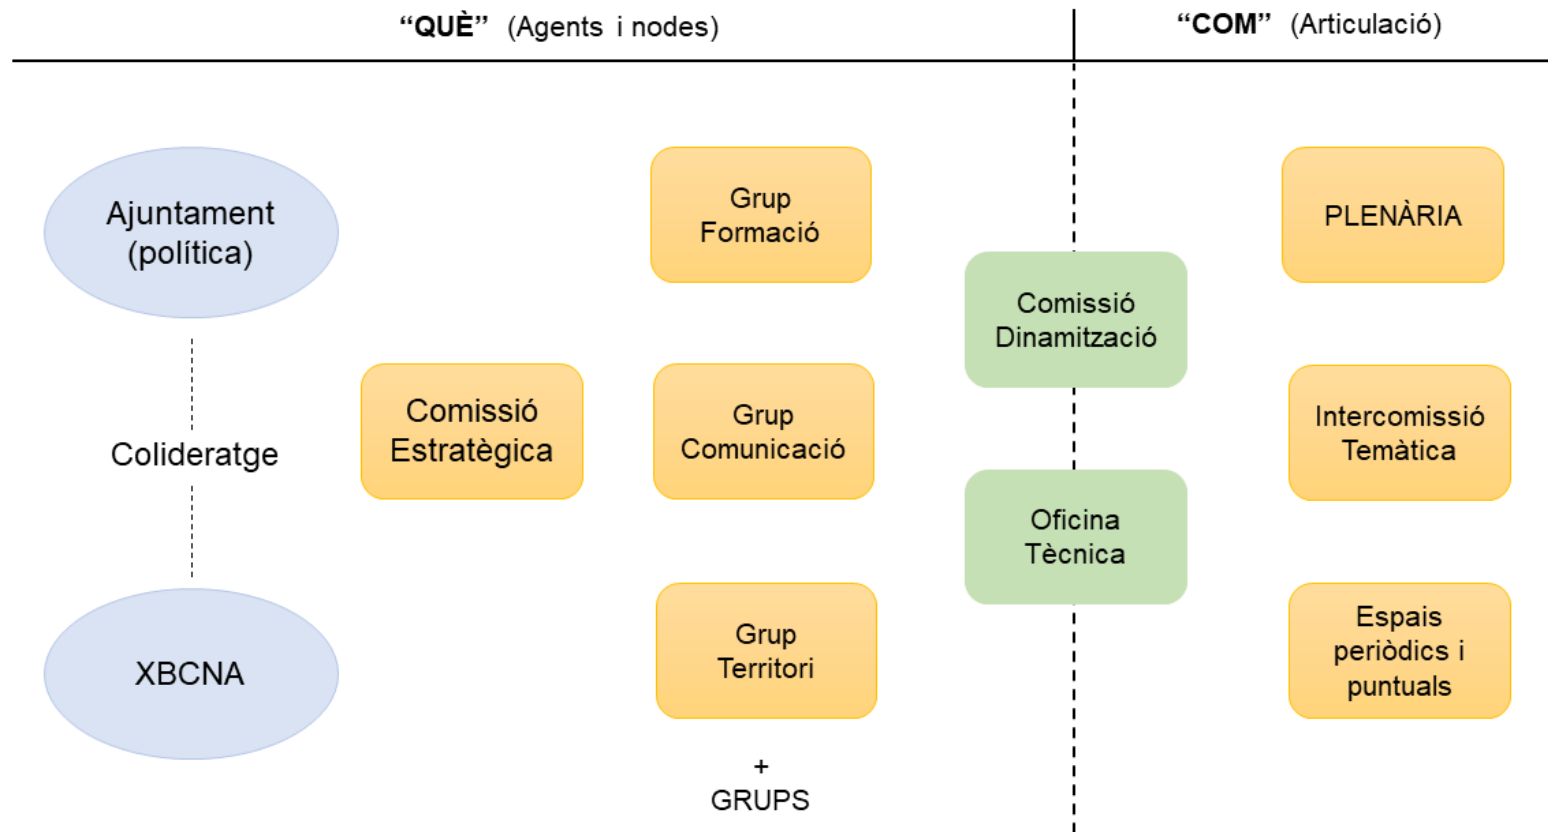 “QUÈ” (Agents i nodes)
“COM” (Articulació)
Ajuntament
(política)
Colideratge
XBCNA
Comissió
Estratègica
Grup
Formació
Grup
Comunicació
Grup
Territori
+
GRUPS
Comissió
Dinamització
Oficina
Tècnica
PLENÀRIA
Intercomissió
Temàtica
Espais
periòdics i
puntuals